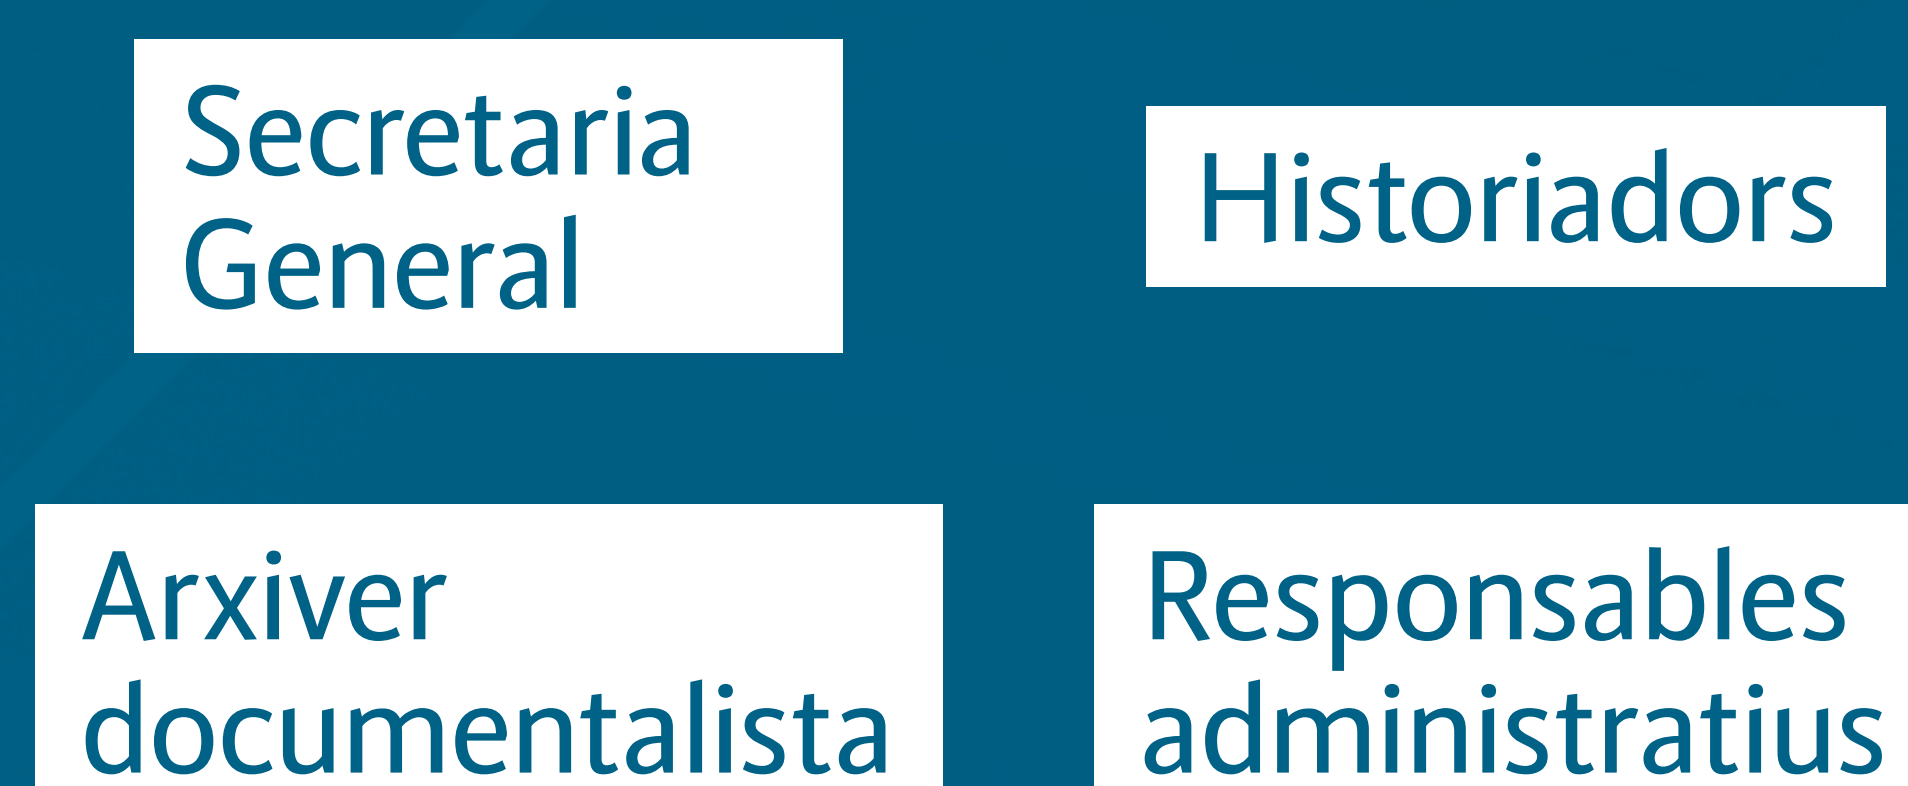 Secretaria
General
Historiadors
Arxiver
documentalista
Responsables
administratius